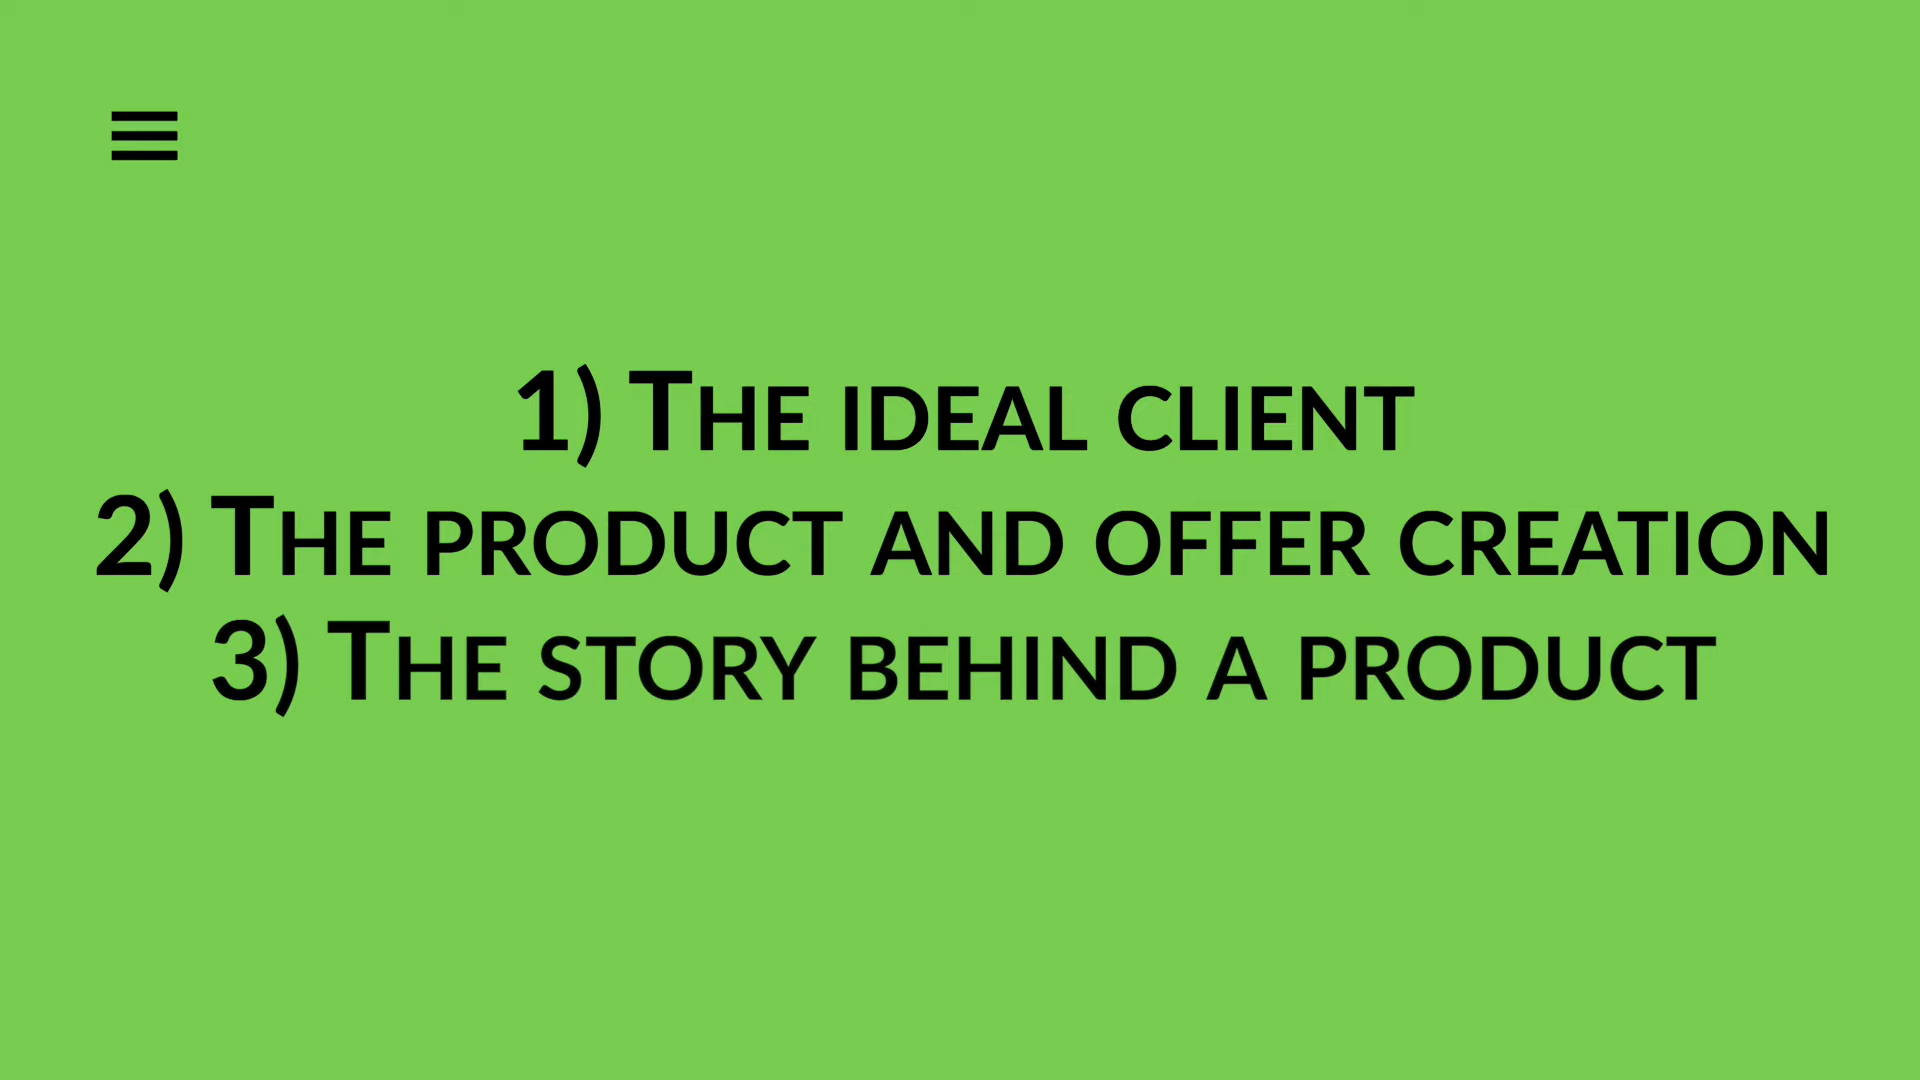 1) The ideal client
2) The product and offer creation
3) The story behind a product